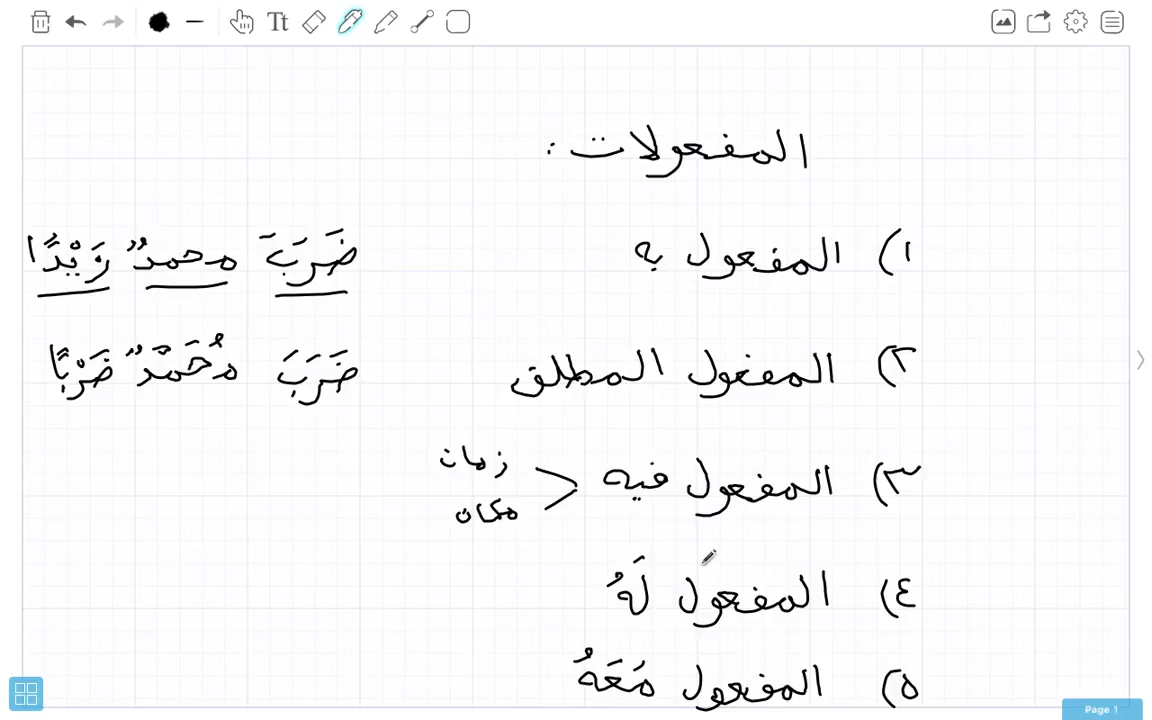 Tt
المفعولات:
١) المفعول به ضَرَبَ محمدٌ زَيْدًا
٢) المفعول المطلق ضَرَبَ مُحَمَّدٌ ضَرْبًا
٣) المفعول فيه زمان
مكان
٤) المفعول لَهُ
٥) المفعول مَعَهُ
Page 1